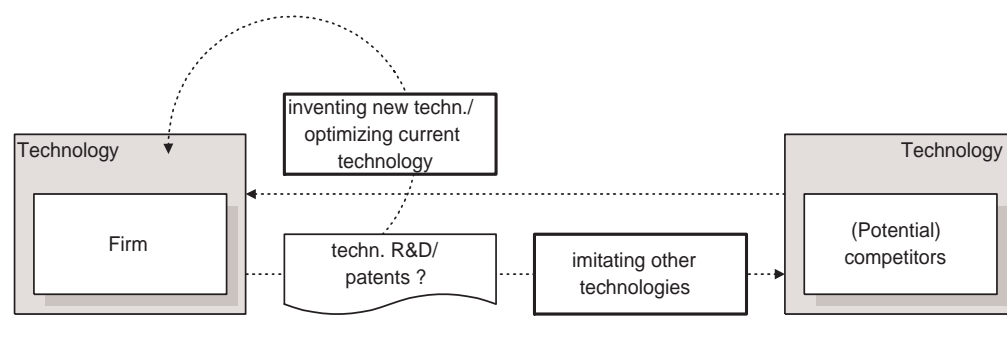 inventing new techn./
optimizing current
technology
Technology
Technology
Firm
techn. R&D/
patents ?
imitating other
technologies
(Potential)
competitors